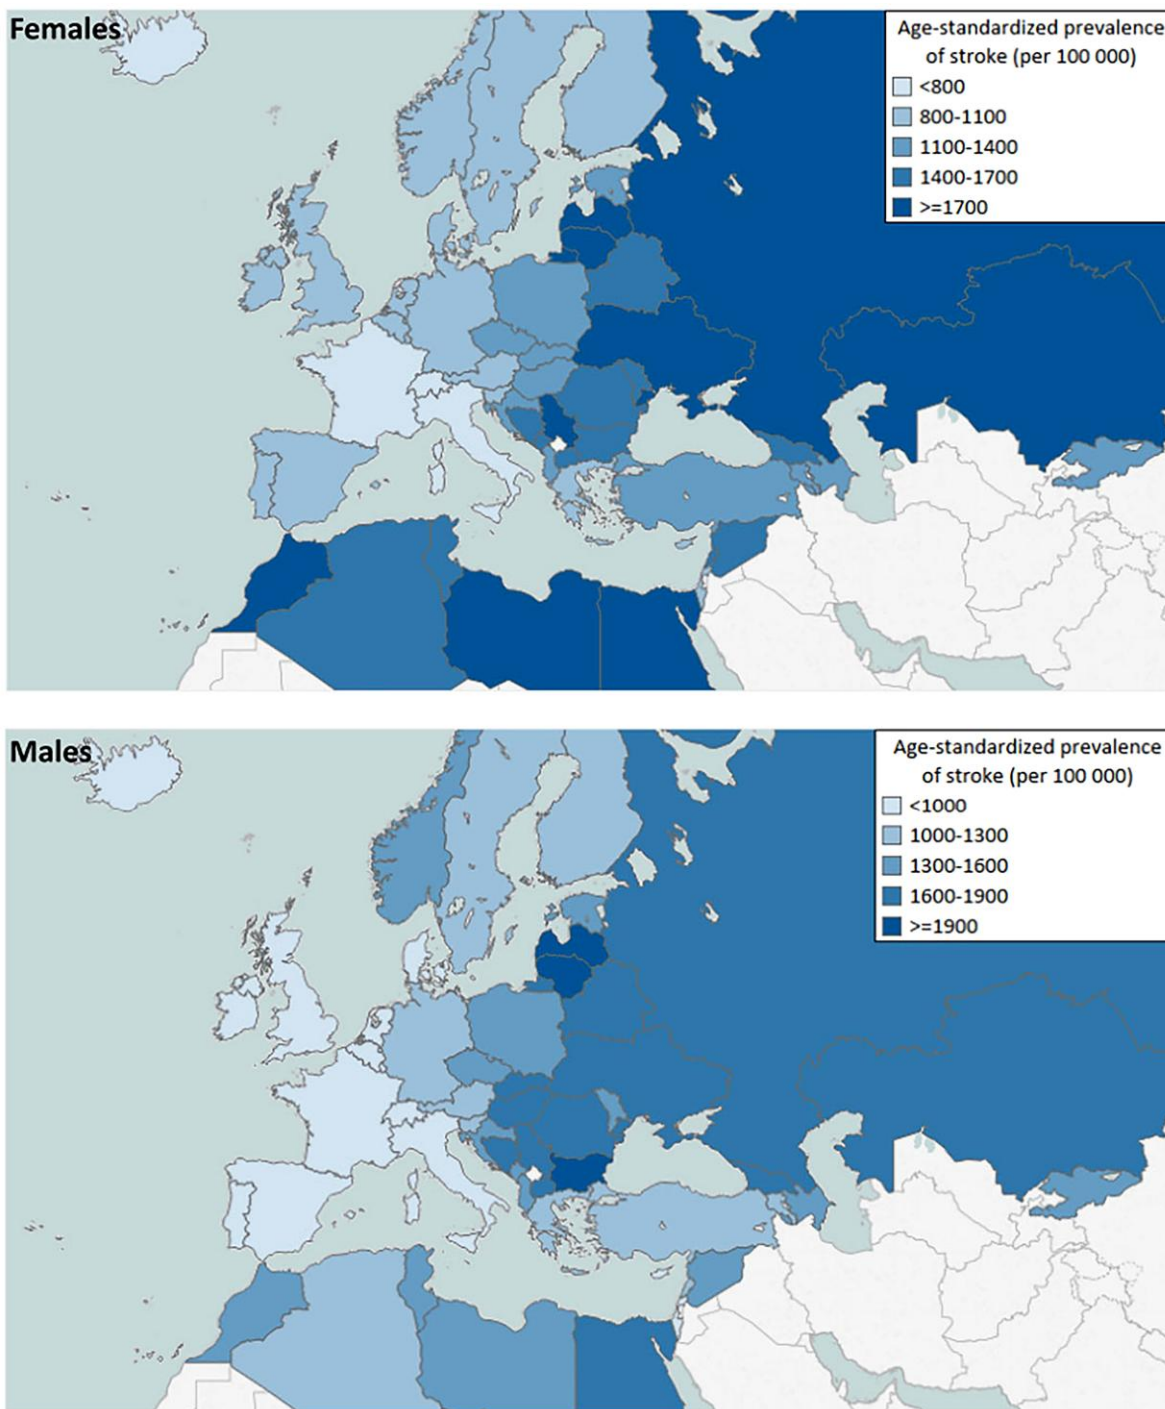 Females
Age-standardized prevalence
of stroke (per 100 000)
<800
800-1100
1100-1400
1400-1700
>=1700
Males
Age-standardized prevalence
of stroke (per 100 000)
<1000
1000-1300
1300-1600
1600-1900
>=1900